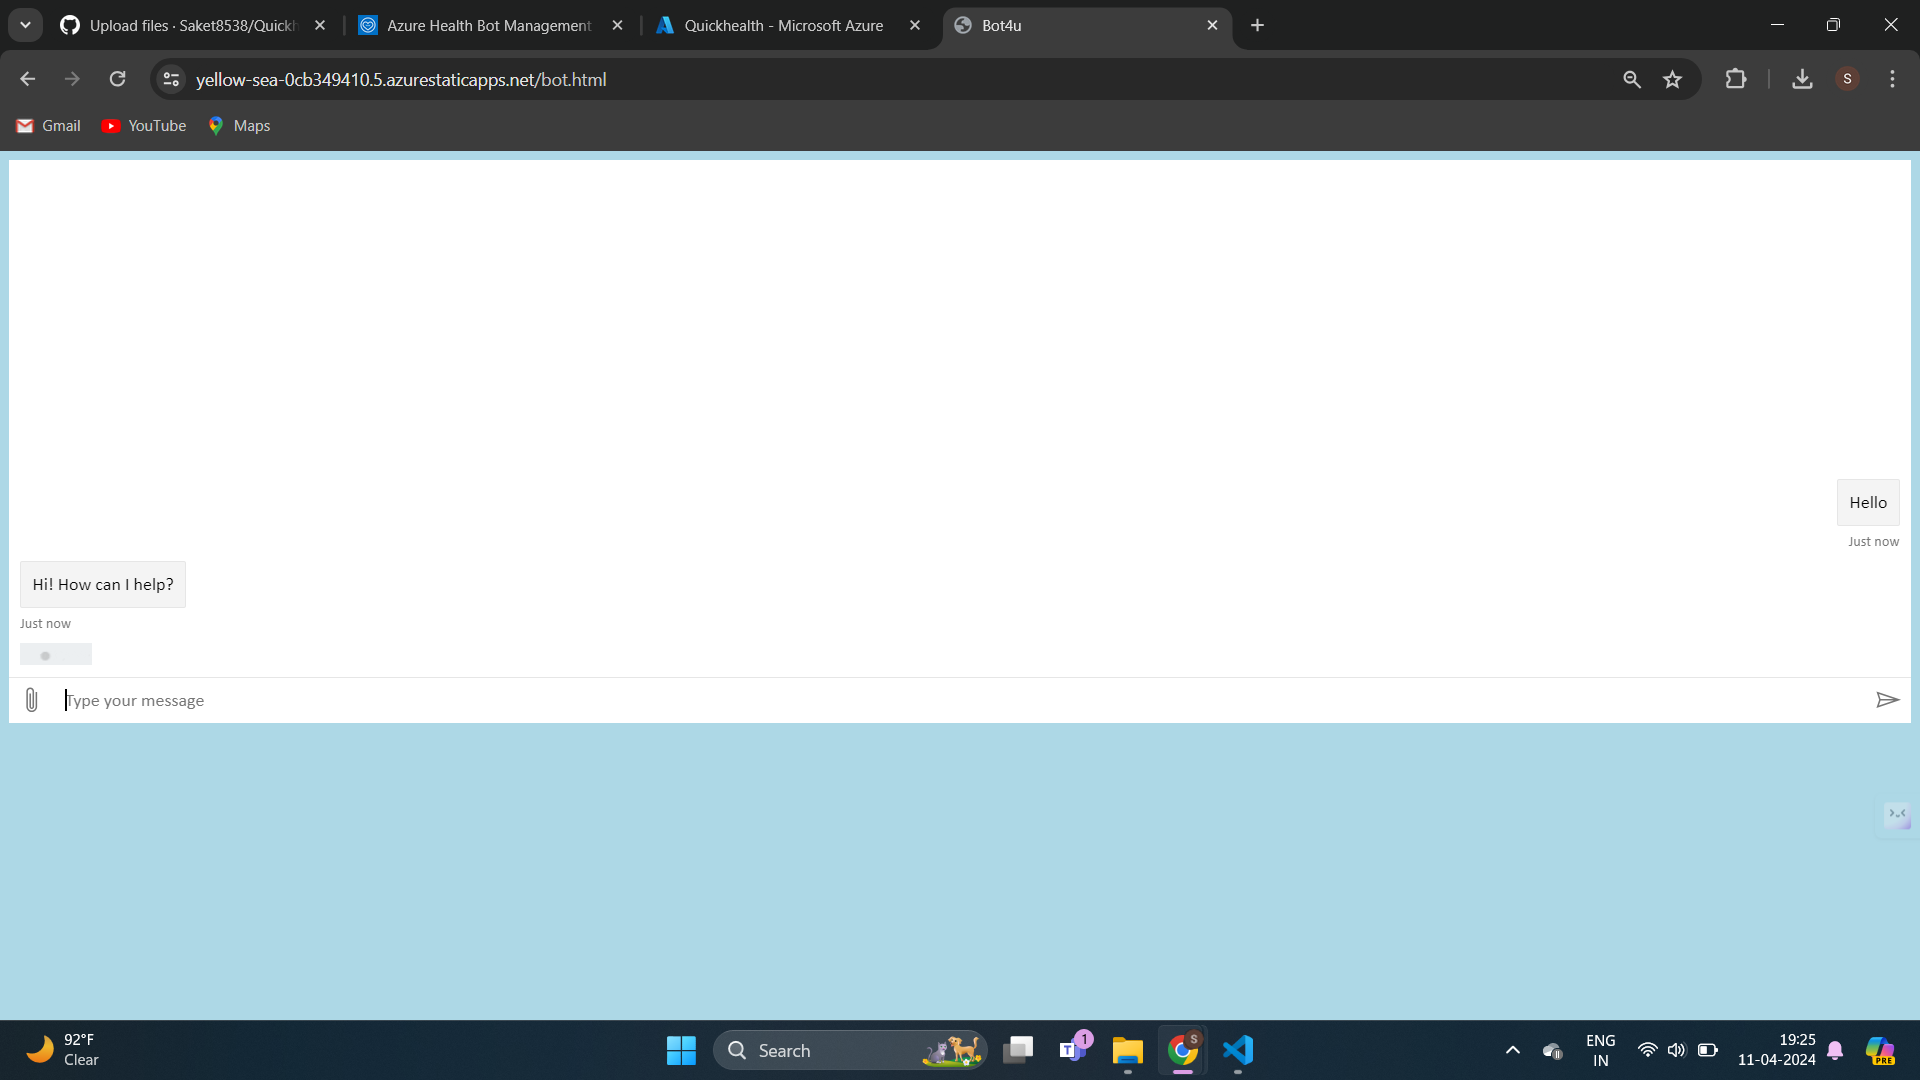 Upload files · Saket8538/Quickh
Azure Health Bot Management
Quickhealth - Microsoft Azure
Bot4u
yellow-sea-0cb349410.5.azurestaticapps.net/bot.html
S
Gmail
YouTube
Maps
Hello
Just now
Hi! How can I help?
Just now
Type your message
92°F
Clear
Search
T
1
S
ENG
IN
19:25
11-04-2024
PRE